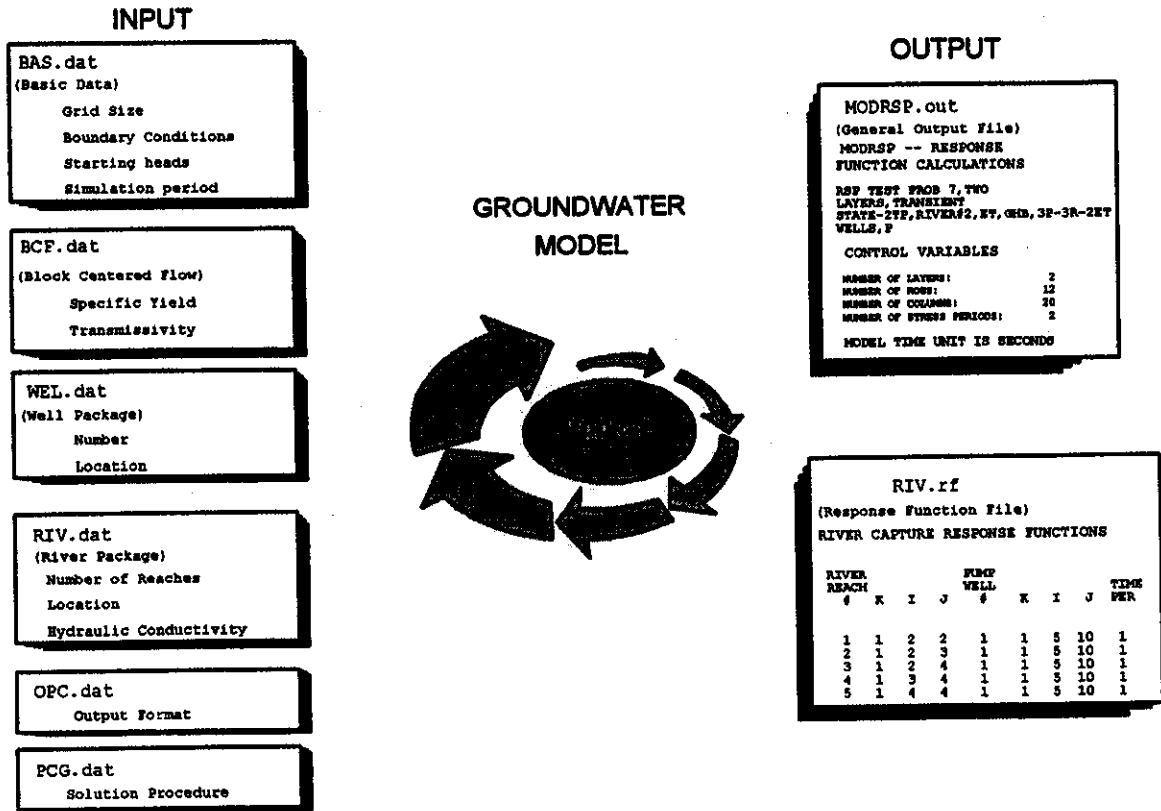 INPUT
BAS.dat
(Basic Data)
Grid Size
Boundary Conditions
Starting heads
Simulation period
BCF.dat
(Block Centered Flow)
Specific Yield
Transmissivity
WEL.dat
(Well Package)
Number
Location
RIV.dat
(River Package)
Number of Reaches
Location
Hydraulic Conductivity
OPC.dat
Output Format
PCG.dat
Solution Procedure
GROUNDWATER
MODEL
OUTPUT
MODRSP.out
(General Output File)
MODRSP -- RESPONSE
FUNCTION CALCULATIONS
RSP TEST PROB 7,TWO
LAYERS,TRANSIENT
STATE-2TP,RIVER#2,ET,GHB,3P-3R-2ET
WELLS,P
CONTROL VARIABLES
NUMBER OF LAYERS: 2
NUMBER OF ROWS: 12
NUMBER OF COLUMNS: 20
NUMBER OF STRESS PERIODS: 2
MODEL TIME UNIT IS SECONDS
RIV.rf
(Response Function File)
RIVER CAPTURE RESPONSE FUNCTIONS
RIVER PUMP
REACH WELL TIME
# K I J # K I J PER
1 1 2 2 1 1 5 10 1
2 1 2 3 1 1 5 10 1
3 1 2 4 1 1 5 10 1
4 1 3 4 1 1 5 10 1
5 1 4 4 1 1 5 10 1